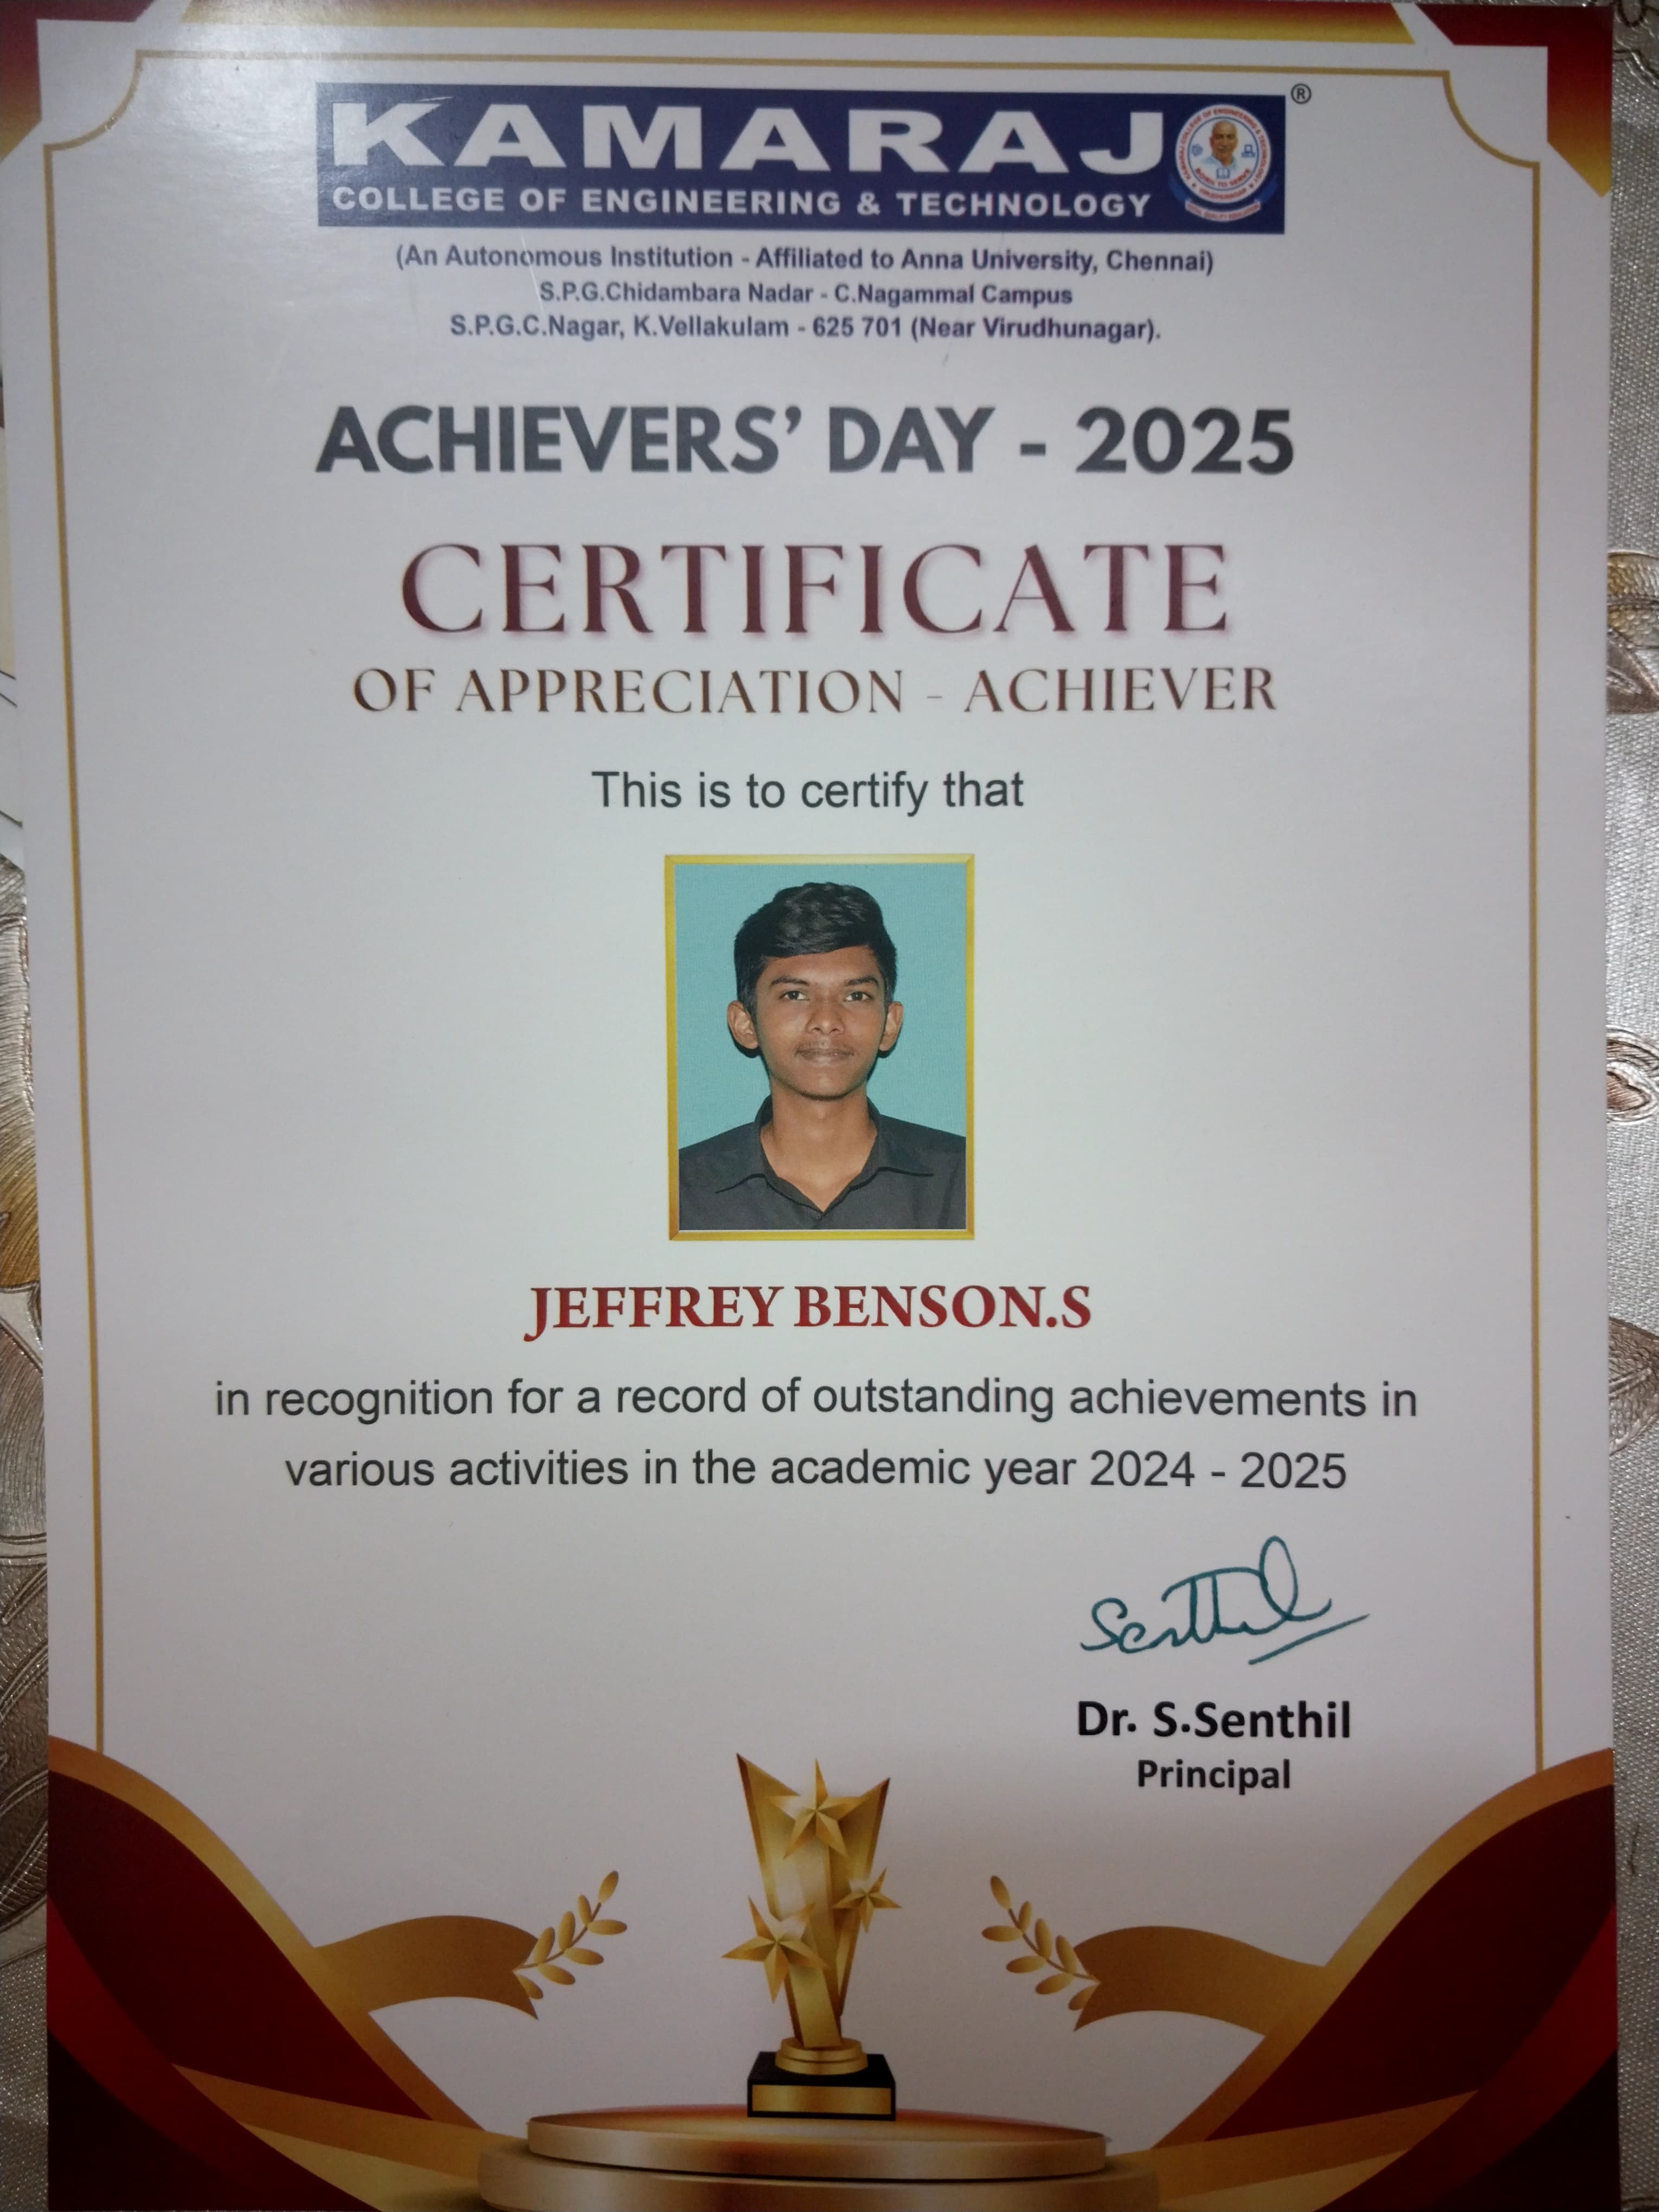 KAMARAJ
COLLEGE OF ENGINEERING & TECHNOLOGY
®
(An Autonomous Institution - Affiliated to Anna University, Chennai)
S.P.G.Chidambara Nadar - C.Nagammal Campus
S.P.G.C.Nagar, K.Vellakulam - 625 701 (Near Virudhunagar).
ACHIEVERS’ DAY - 2025
CERTIFICATE
OF APPRECIATION - ACHIEVER
This is to certify that
JEFFREY BENSON.S
in recognition for a record of outstanding achievements in
various activities in the academic year 2024 - 2025
Senthil
Dr. S.Senthil
Principal